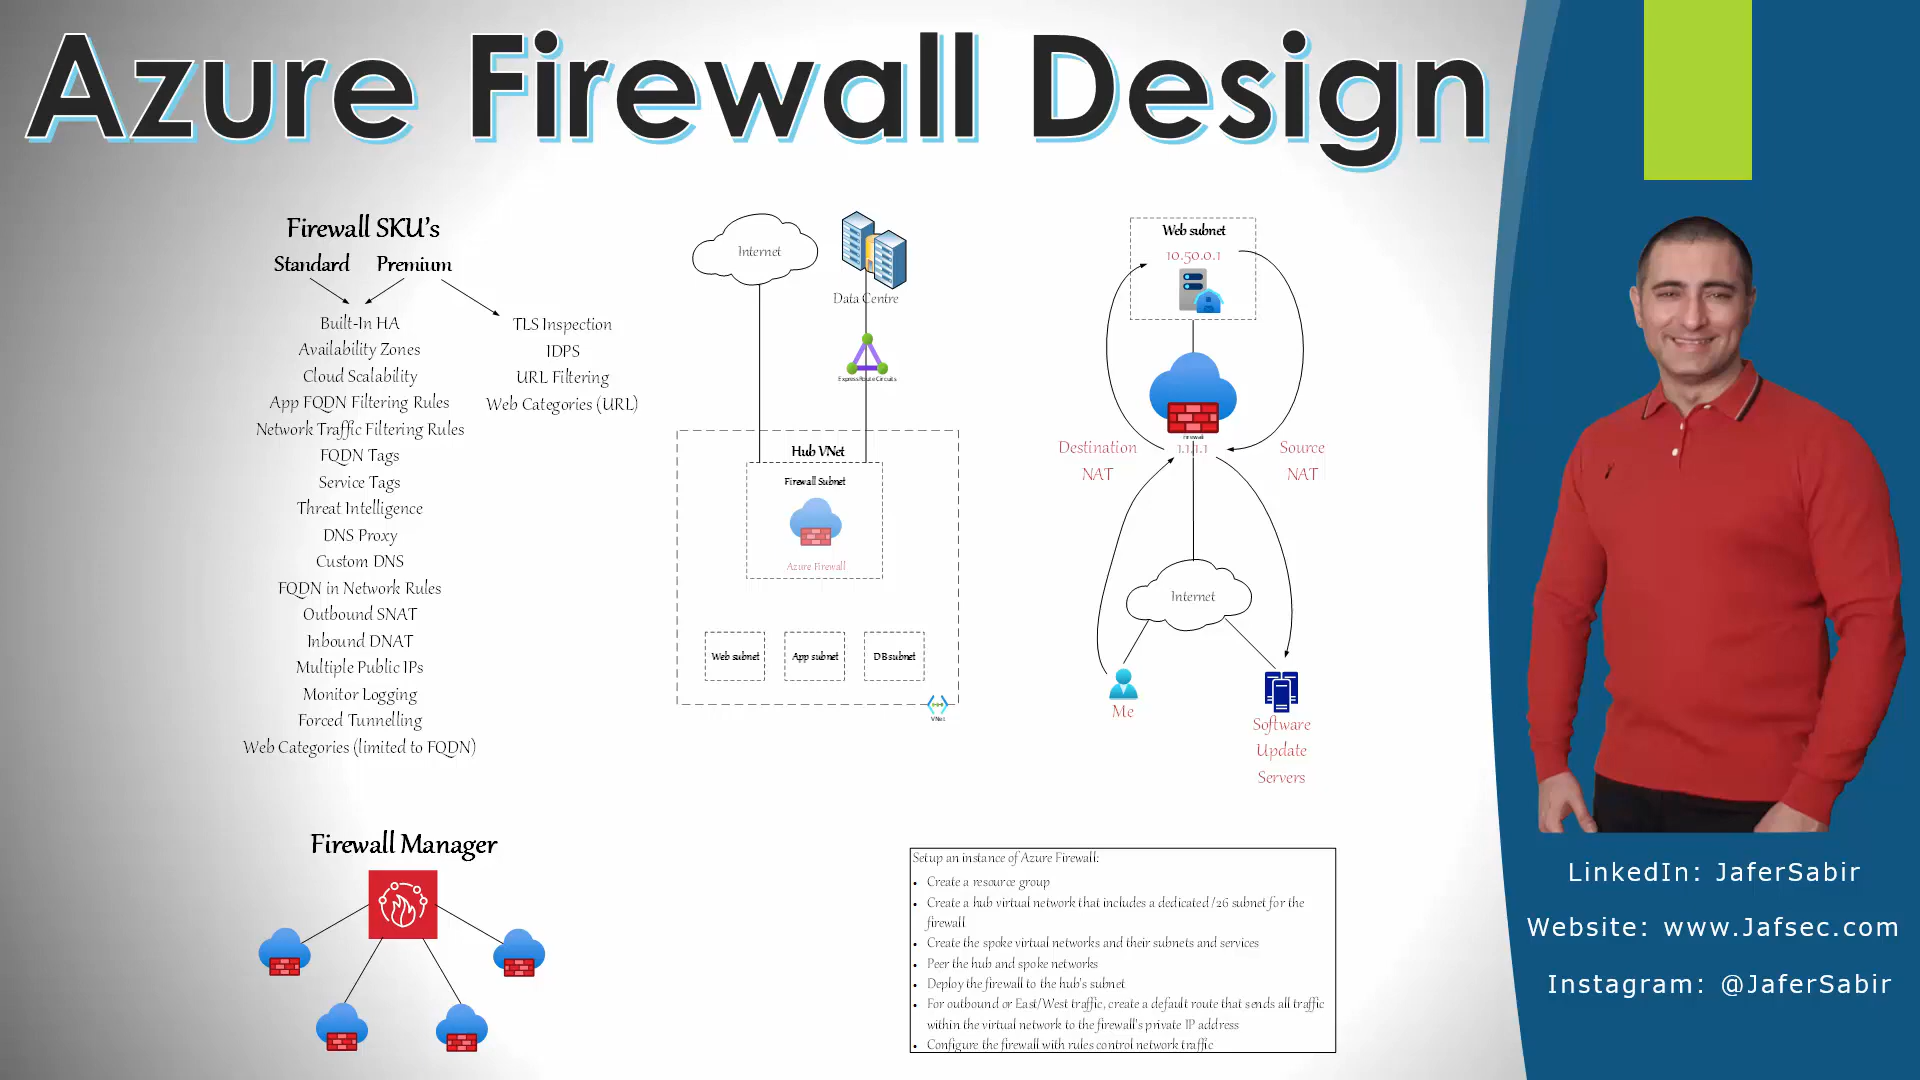 Azure Firewall Design
Firewall SKU's
Standard Premium
Built-In HA
Availability Zones
Cloud Scalability
App FQDN Filtering Rules
Network Traffic Filtering Rules
FQDN Tags
Service Tags
Threat Intelligence
DNS Proxy
Custom DNS
FQDN in Network Rules
Outbound SNAT
Inbound DNAT
Multiple Public IPs
Monitor Logging
Forced Tunnelling
Web Categories (limited to FQDN)
TLS Inspection
IDPS
URL Filtering
Web Categories (URL)
Firewall Manager
Internet
Data Centre
ExpressRoute Circuits
Hub VNet
Firewall Subnet
Azure Firewall
Web subnet
App subnet
DB subnet
VNet
Web subnet
10.50.0.1
Firewall
1.1.1.1
Destination
NAT
Source
NAT
Internet
Me
Software
Update
Servers
Setup an instance of Azure Firewall:
• Create a resource group
• Create a hub virtual network that includes a dedicated /26 subnet for the
firewall
• Create the spoke virtual networks and their subnets and services
• Peer the hub and spoke networks
• Deploy the firewall to the hub's subnet
• For outbound or East/West traffic, create a default route that sends all traffic
within the virtual network to the firewall's private IP address
• Configure the firewall with rules control network traffic
LinkedIn: JaferSabir
Website: www.Jafsec.com
Instagram: @JaferSabir